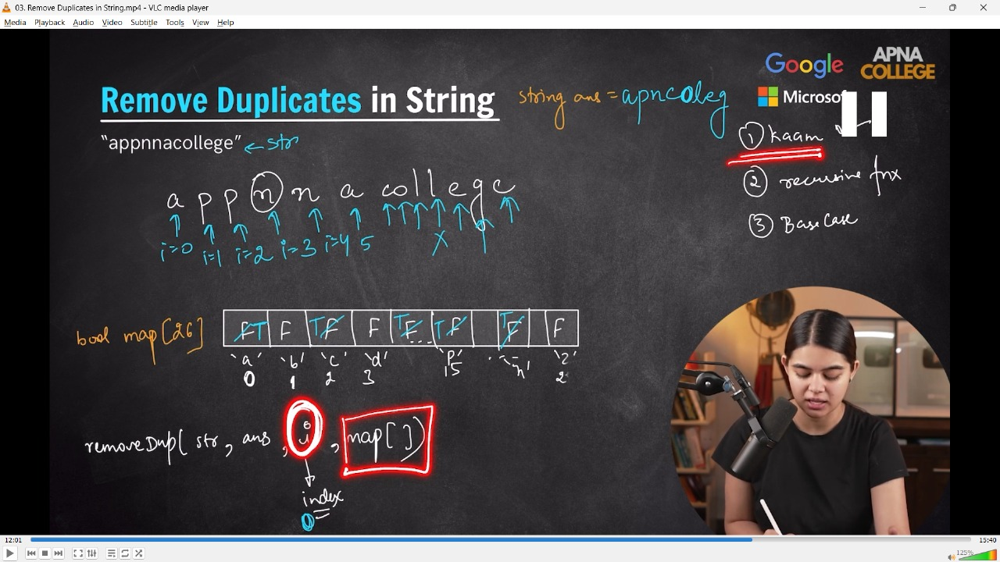 03. Remove Duplicates in String.mp4 - VLC media player
Media Playback Audio Video Subtitle Tools View Help
Google
APNA
COLLEGE
Remove Duplicates in String
string ans = apncoleg
Microsof
"appnnacollege" ← str
① kaam
② recursive fnx
③ Base Case
a p p n n a c o l l e g e
i=0 i=1 i=2 i=3 i=4 5 X
bool map[26]
F T F T F F T F ... T F T F F
'a' 'b' 'c' 'd' 'p' 'n' 'z'
0 1 2 3 15 2
removeDup( str, ans, i, map[ ])
index
0
12:01 15:40
125%